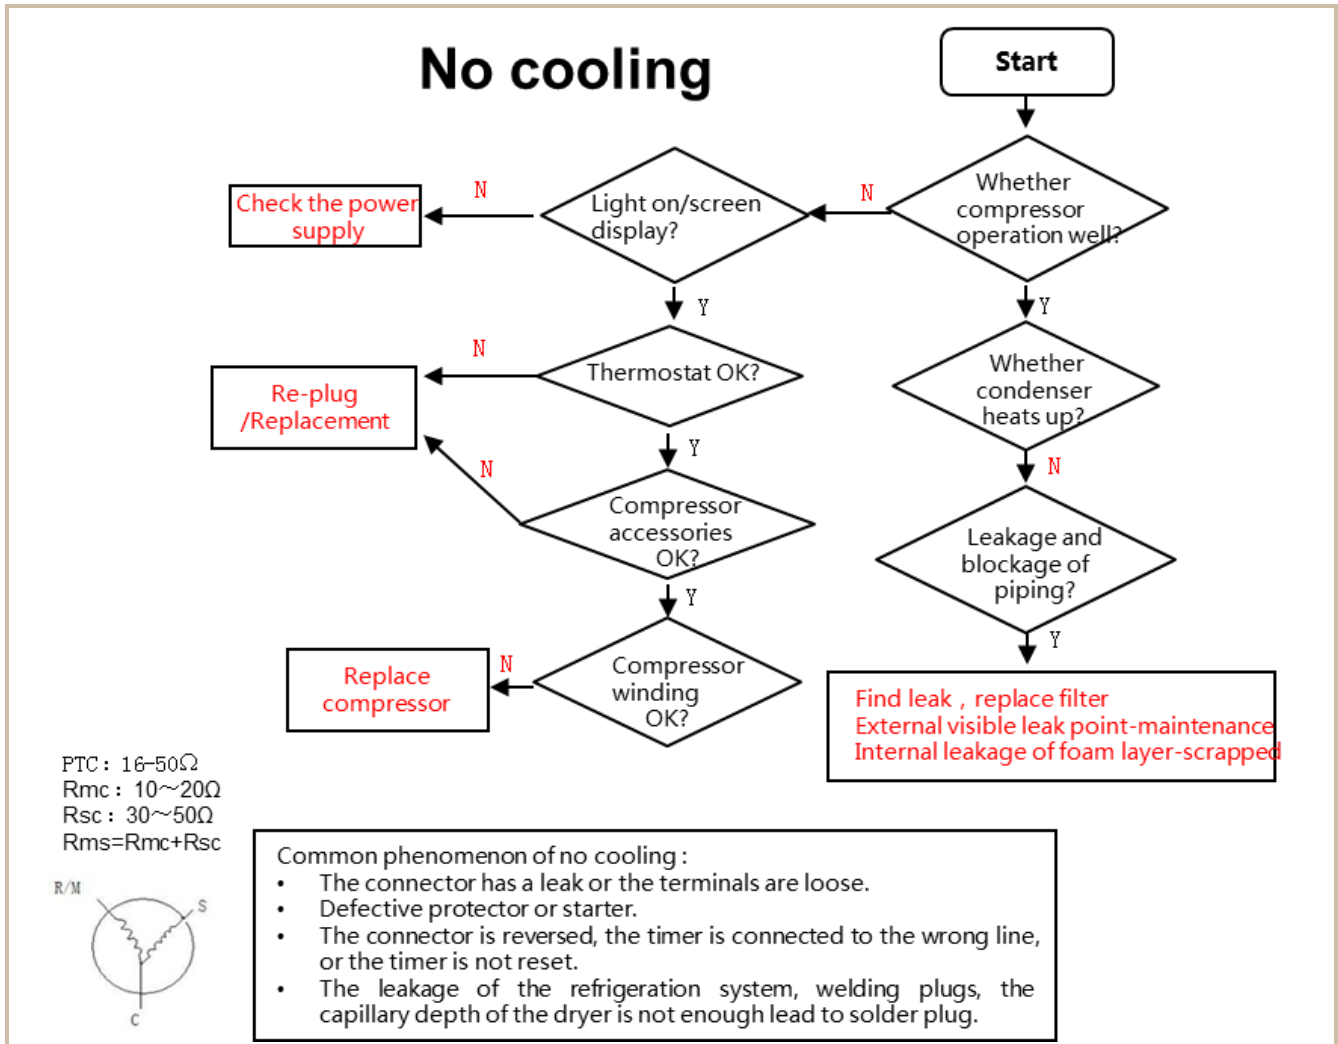 No cooling
Start
Whether
compressor
operation well?
N
Y
Light on/screen
display?
N
Check the power
supply
Y
Whether
condenser
heats up?
N
Thermostat OK?
N
Re-plug
/Replacement
Y
Compressor
accessories
OK?
N
Y
Leakage and
blockage of
piping?
Y
Compressor
winding
OK?
N
Replace
compressor
Find leak , replace filter
External visible leak point-maintenance
Internal leakage of foam layer-scrapped
PTC: 16-50Ω
Rmc: 10~20Ω
Rsc: 30~50Ω
Rms=Rmc+Rsc
R/M
S
C
Common phenomenon of no cooling:
• The connector has a leak or the terminals are loose.
• Defective protector or starter.
• The connector is reversed, the timer is connected to the wrong line,
or the timer is not reset.
• The leakage of the refrigeration system, welding plugs, the
capillary depth of the dryer is not enough lead to solder plug.